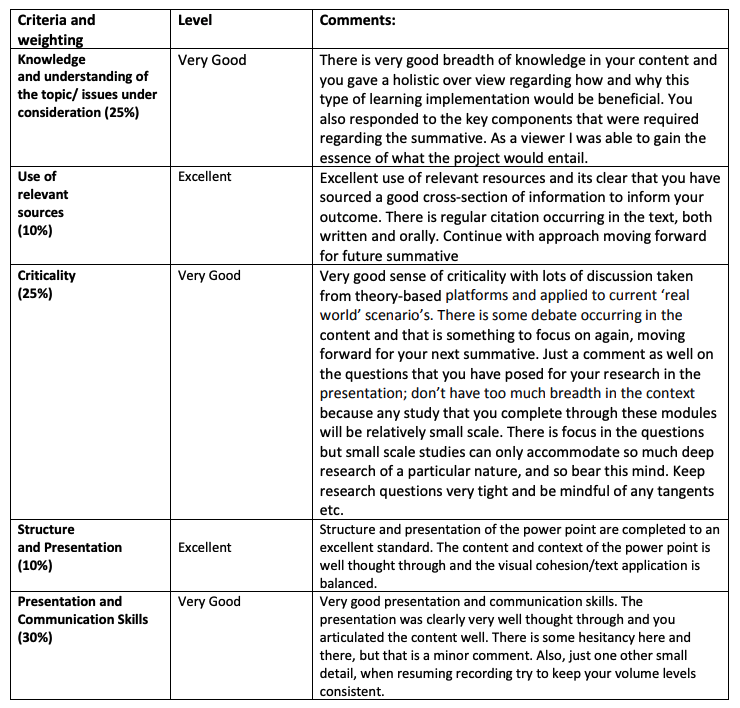 Criteria and
weighting
Level
Comments:
Knowledge
and understanding of
the topic/ issues under
consideration (25%)
Very Good
There is very good breadth of knowledge in your content and
you gave a holistic over view regarding how and why this
type of learning implementation would be beneficial. You
also responded to the key components that were required
regarding the summative. As a viewer I was able to gain the
essence of what the project would entail.
Use of
relevant
sources
(10%)
Excellent
Excellent use of relevant resources and its clear that you have
sourced a good cross-section of information to inform your
outcome. There is regular citation occurring in the text, both
written and orally. Continue with approach moving forward
for future summative
Criticality
(25%)
Very Good
Very good sense of criticality with lots of discussion taken
from theory-based platforms and applied to current ‘real
world’ scenario’s. There is some debate occurring in the
content and that is something to focus on again, moving
forward for your next summative. Just a comment as well on
the questions that you have posed for your research in the
presentation; don’t have too much breadth in the context
because any study that you complete through these modules
will be relatively small scale. There is focus in the questions
but small scale studies can only accommodate so much deep
research of a particular nature, and so bear this mind. Keep
research questions very tight and be mindful of any tangents
etc.
Structure
and Presentation
(10%)
Excellent
Structure and presentation of the power point are completed to an
excellent standard. The content and context of the power point is
well thought through and the visual cohesion/text application is
balanced.
Presentation and
Communication Skills
(30%)
Very Good
Very good presentation and communication skills. The
presentation was clearly very well thought through and you
articulated the content well. There is some hesitancy here and
there, but that is a minor comment. Also, just one other small
detail, when resuming recording try to keep your volume levels
consistent.